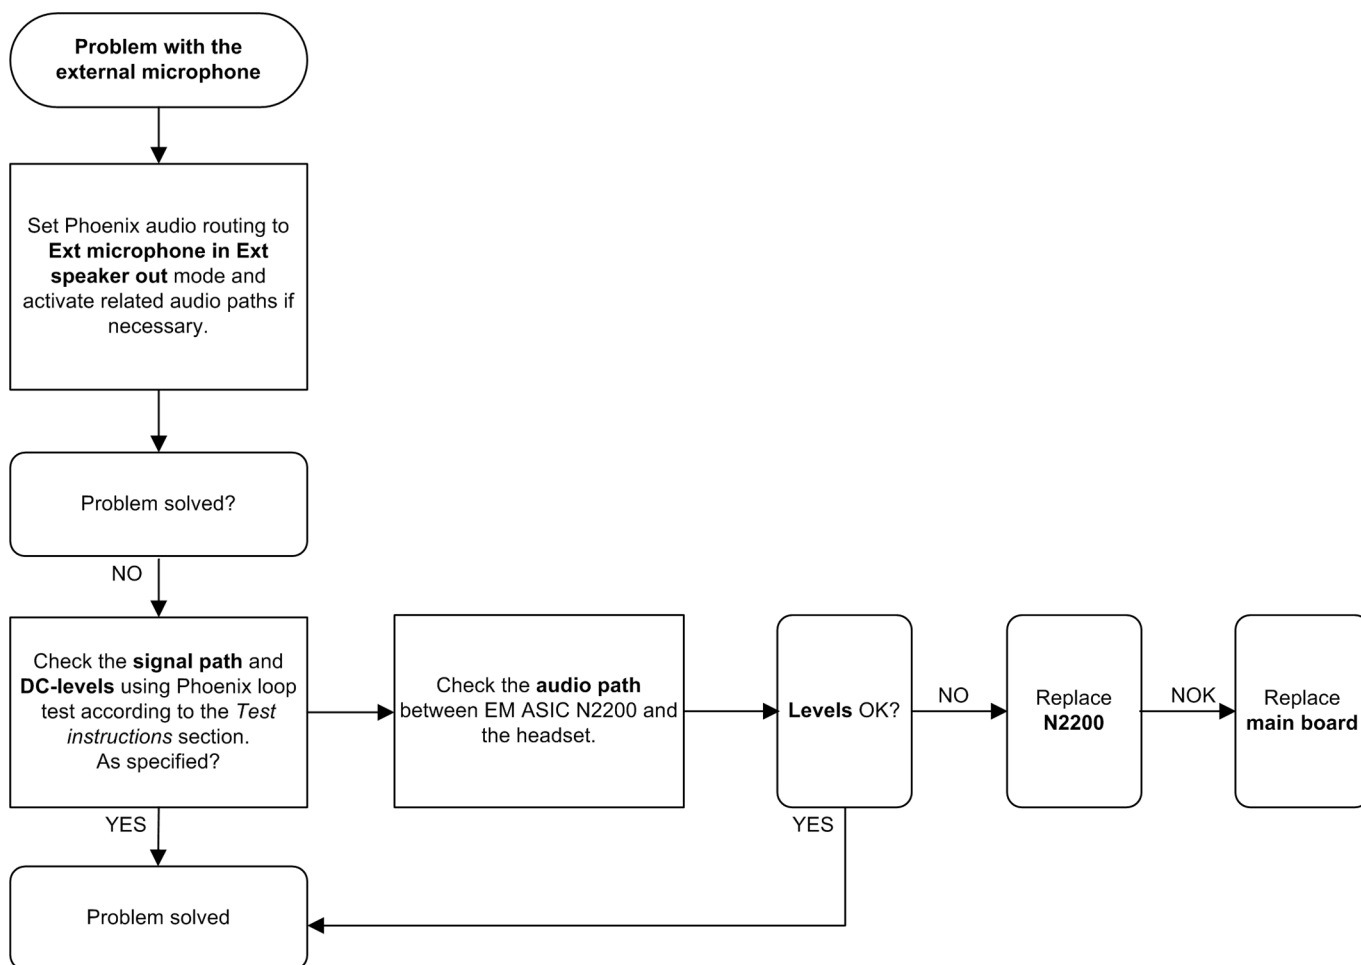 Problem with the
external microphone
Set Phoenix audio routing to
Ext microphone in Ext
speaker out mode and
activate related audio paths if
necessary.
Problem solved?
NO
Check the signal path and
DC-levels using Phoenix loop
test according to the Test
instructions section.
As specified?
Check the audio path
between EM ASIC N2200 and
the headset.
Levels OK?
NO
Replace
N2200
NOK
Replace
main board
YES
YES
Problem solved